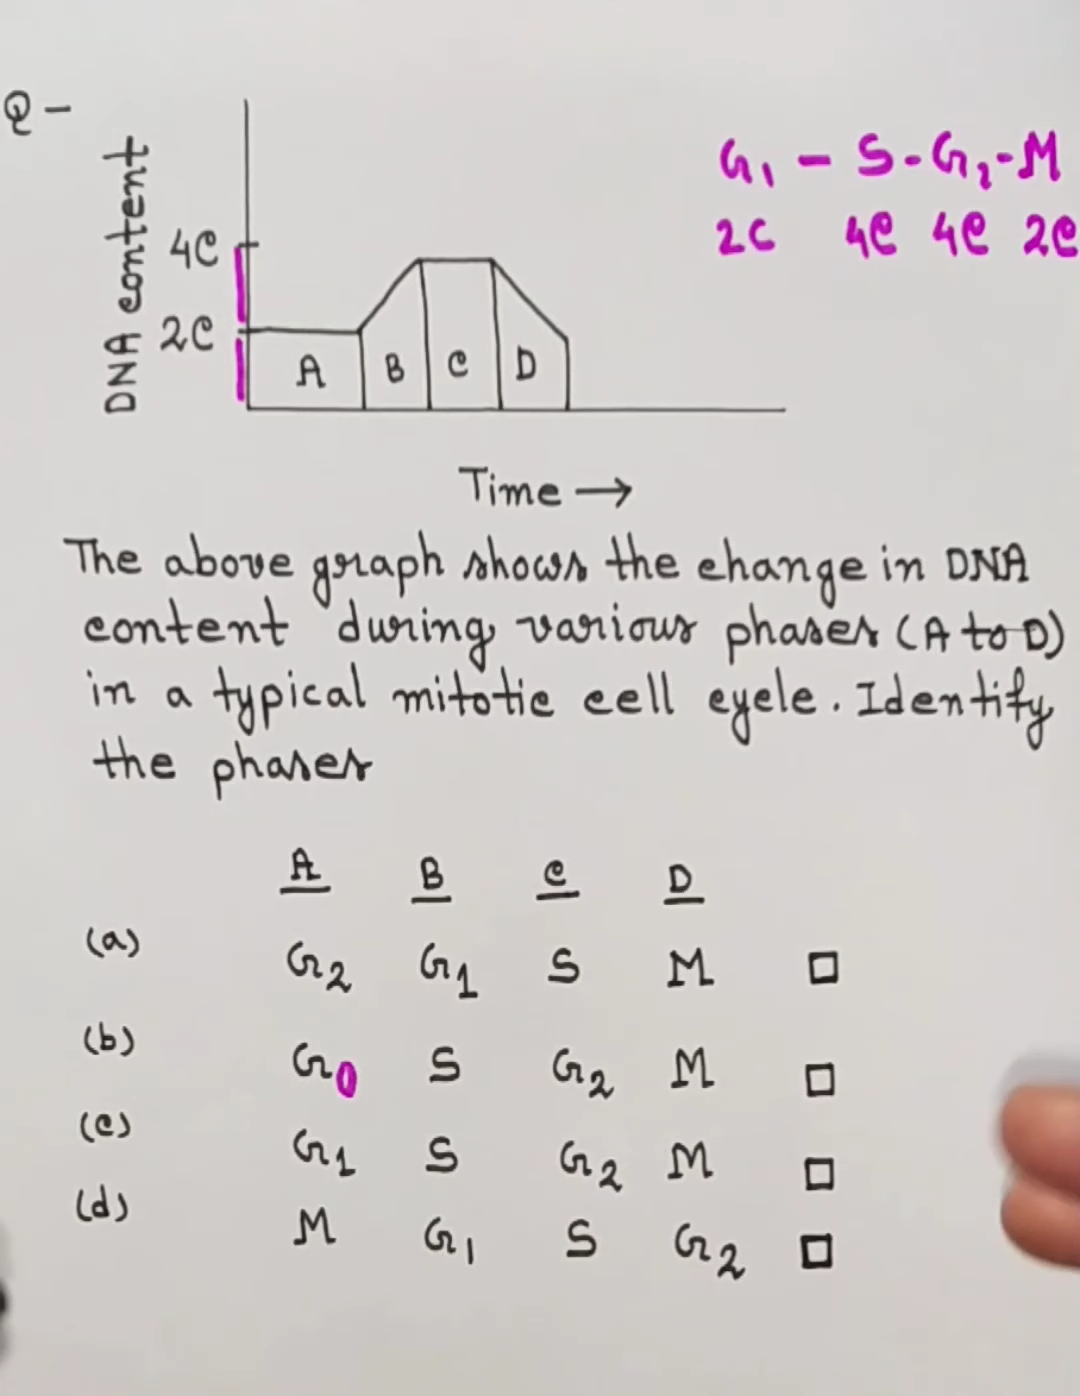 Q -
G1 - S - G2 - M
2C 4C 4C 2C
DNA content
4C
2C
A B C D
Time →
The above graph shows the change in DNA
content during various phases (A to D)
in a typical mitotic cell cycle. Identify
the phases
A B C D
(a) G2 G1 S M □
(b) G0 S G2 M □
(c) G1 S G2 M □
(d) M G1 S G2 □